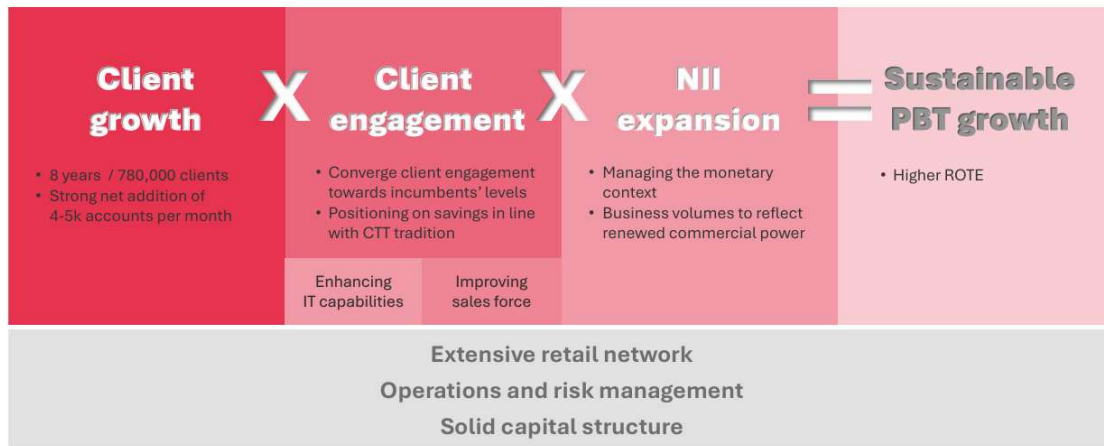 Client
growth
X
Client
engagement
X
NII
expansion
=
Sustainable
PBT growth
• 8 years / 780,000 clients
• Strong net addition of
4-5k accounts per month
• Converge client engagement
towards incumbents’ levels
• Positioning on savings in line
with CTT tradition
• Managing the monetary
context
• Business volumes to reflect
renewed commercial power
• Higher ROTE
Enhancing
IT capabilities
Improving
sales force
Extensive retail network
Operations and risk management
Solid capital structure